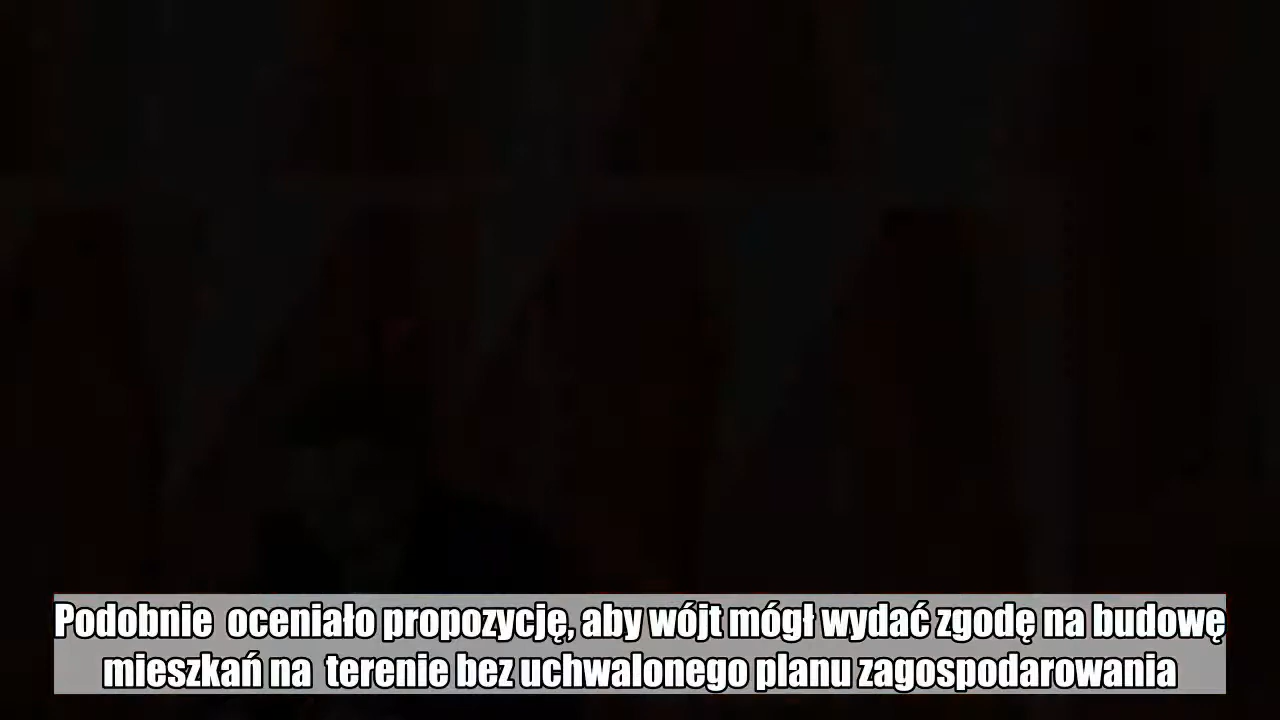 Podobnie  oceniało propozycję, aby wójt mógł wydać zgodę na budowę
mieszkań na  terenie bez uchwalonego planu zagospodarowania